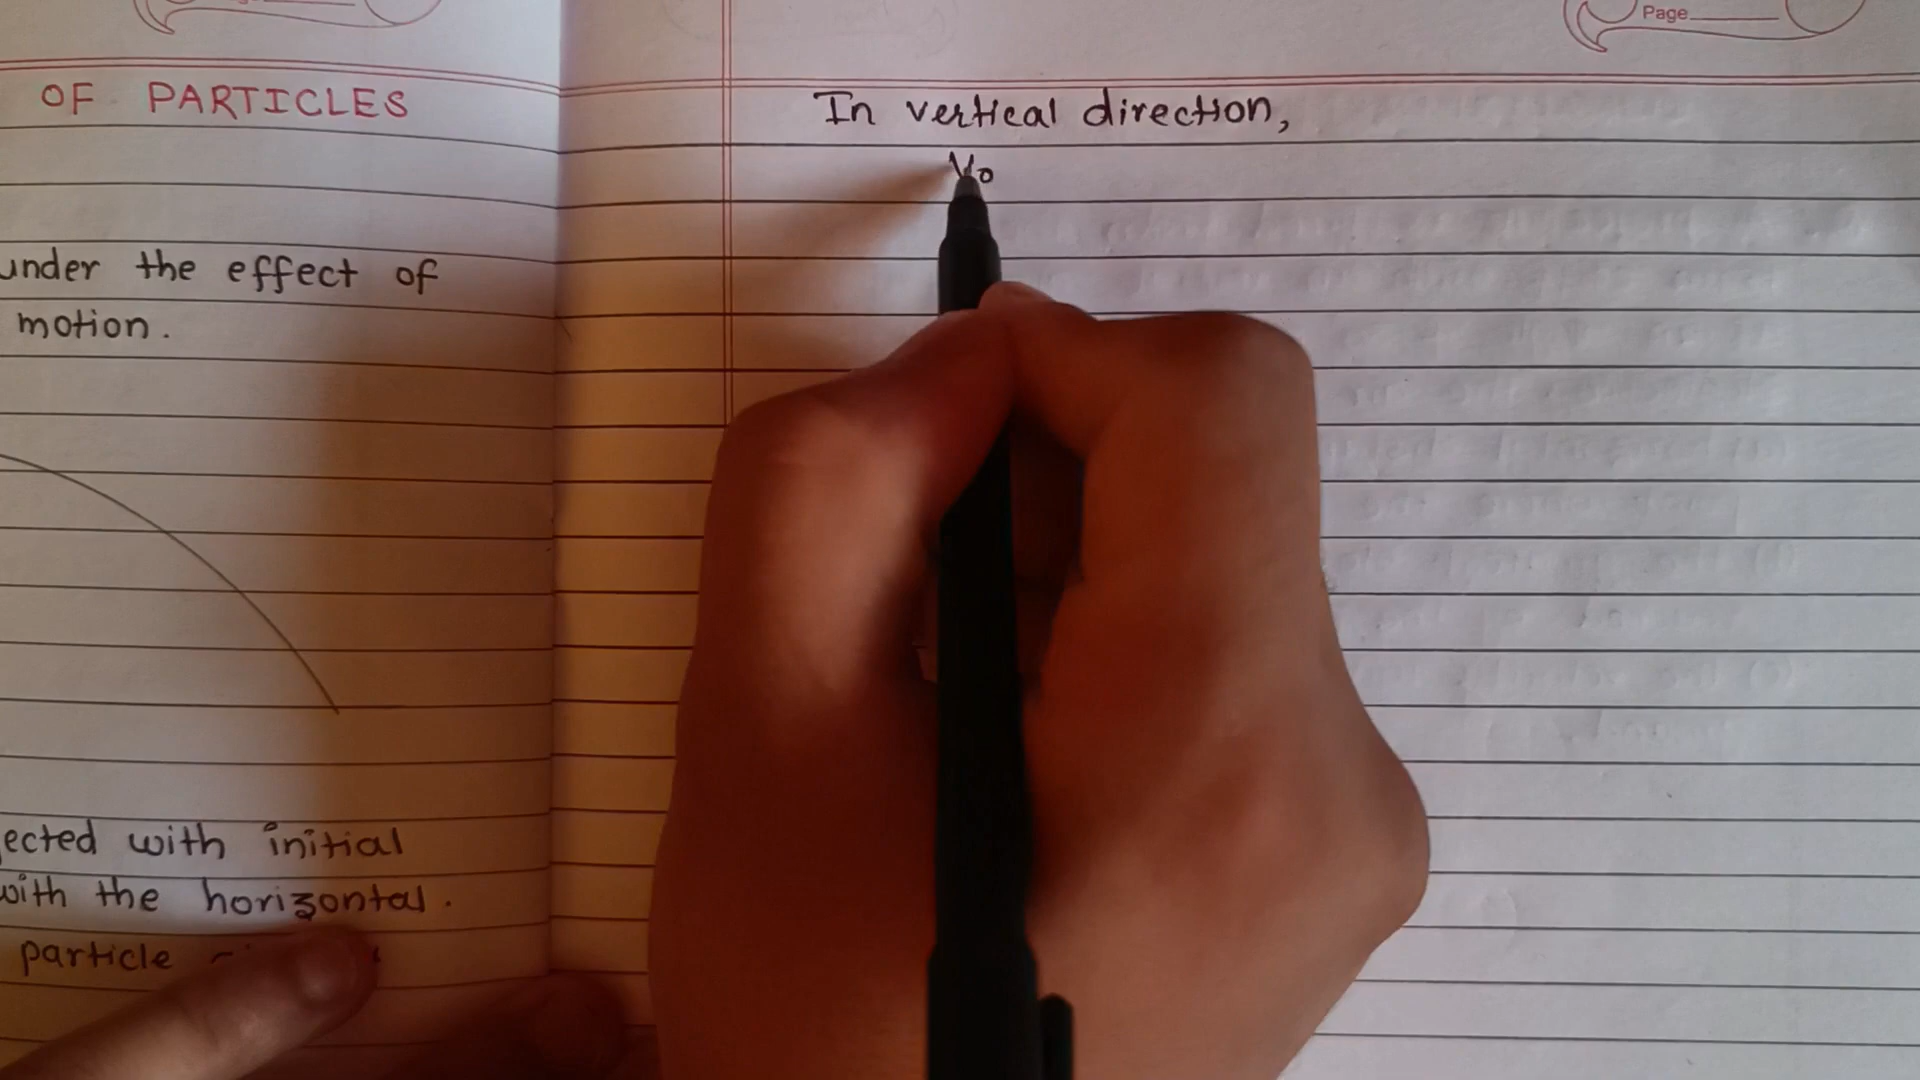 OF PARTICLES
under the effect of
motion.
ected with initial
with the horizontal.
particle
Page
In vertical direction,
Vo